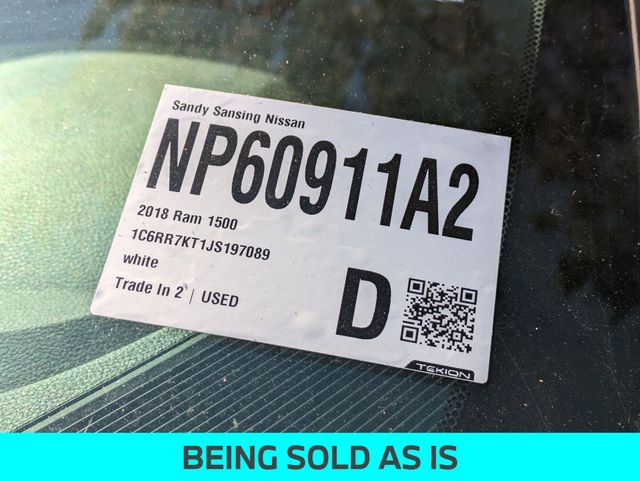 Sandy Sansing Nissan
NP60911A2
2018 Ram 1500
1C6RR7KT1JS197089
white
Trade In 2 | USED
D
TEKION
BEING SOLD AS IS